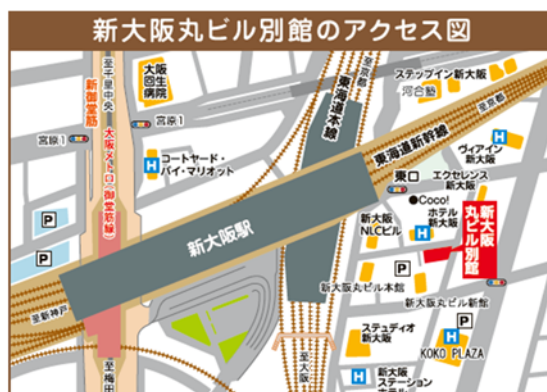 新大阪丸ビル別館のアクセス図
至千里中央
新御堂筋
大阪
回生
病院
宮原1
宮原1
大阪メトロ(御堂筋線)
H
コートヤード・
バイ・マリオット
東海道本線
至京都
ステップイン新大阪
河合塾
東海道新幹線
至京都
H
ヴィアイン
新大阪
東口
エクセレンス
新大阪
Coco!
ホテル
新大阪
H
新大阪
丸ビル別館
新大阪
NLCビル
P
P
新大阪駅
P
新大阪丸ビル本館
新大阪丸ビル新館
至新神戸
P
ステュディオ
新大阪
H
KOKO PLAZA
至梅田
至大阪
H
新大阪
ステーション
ホテル